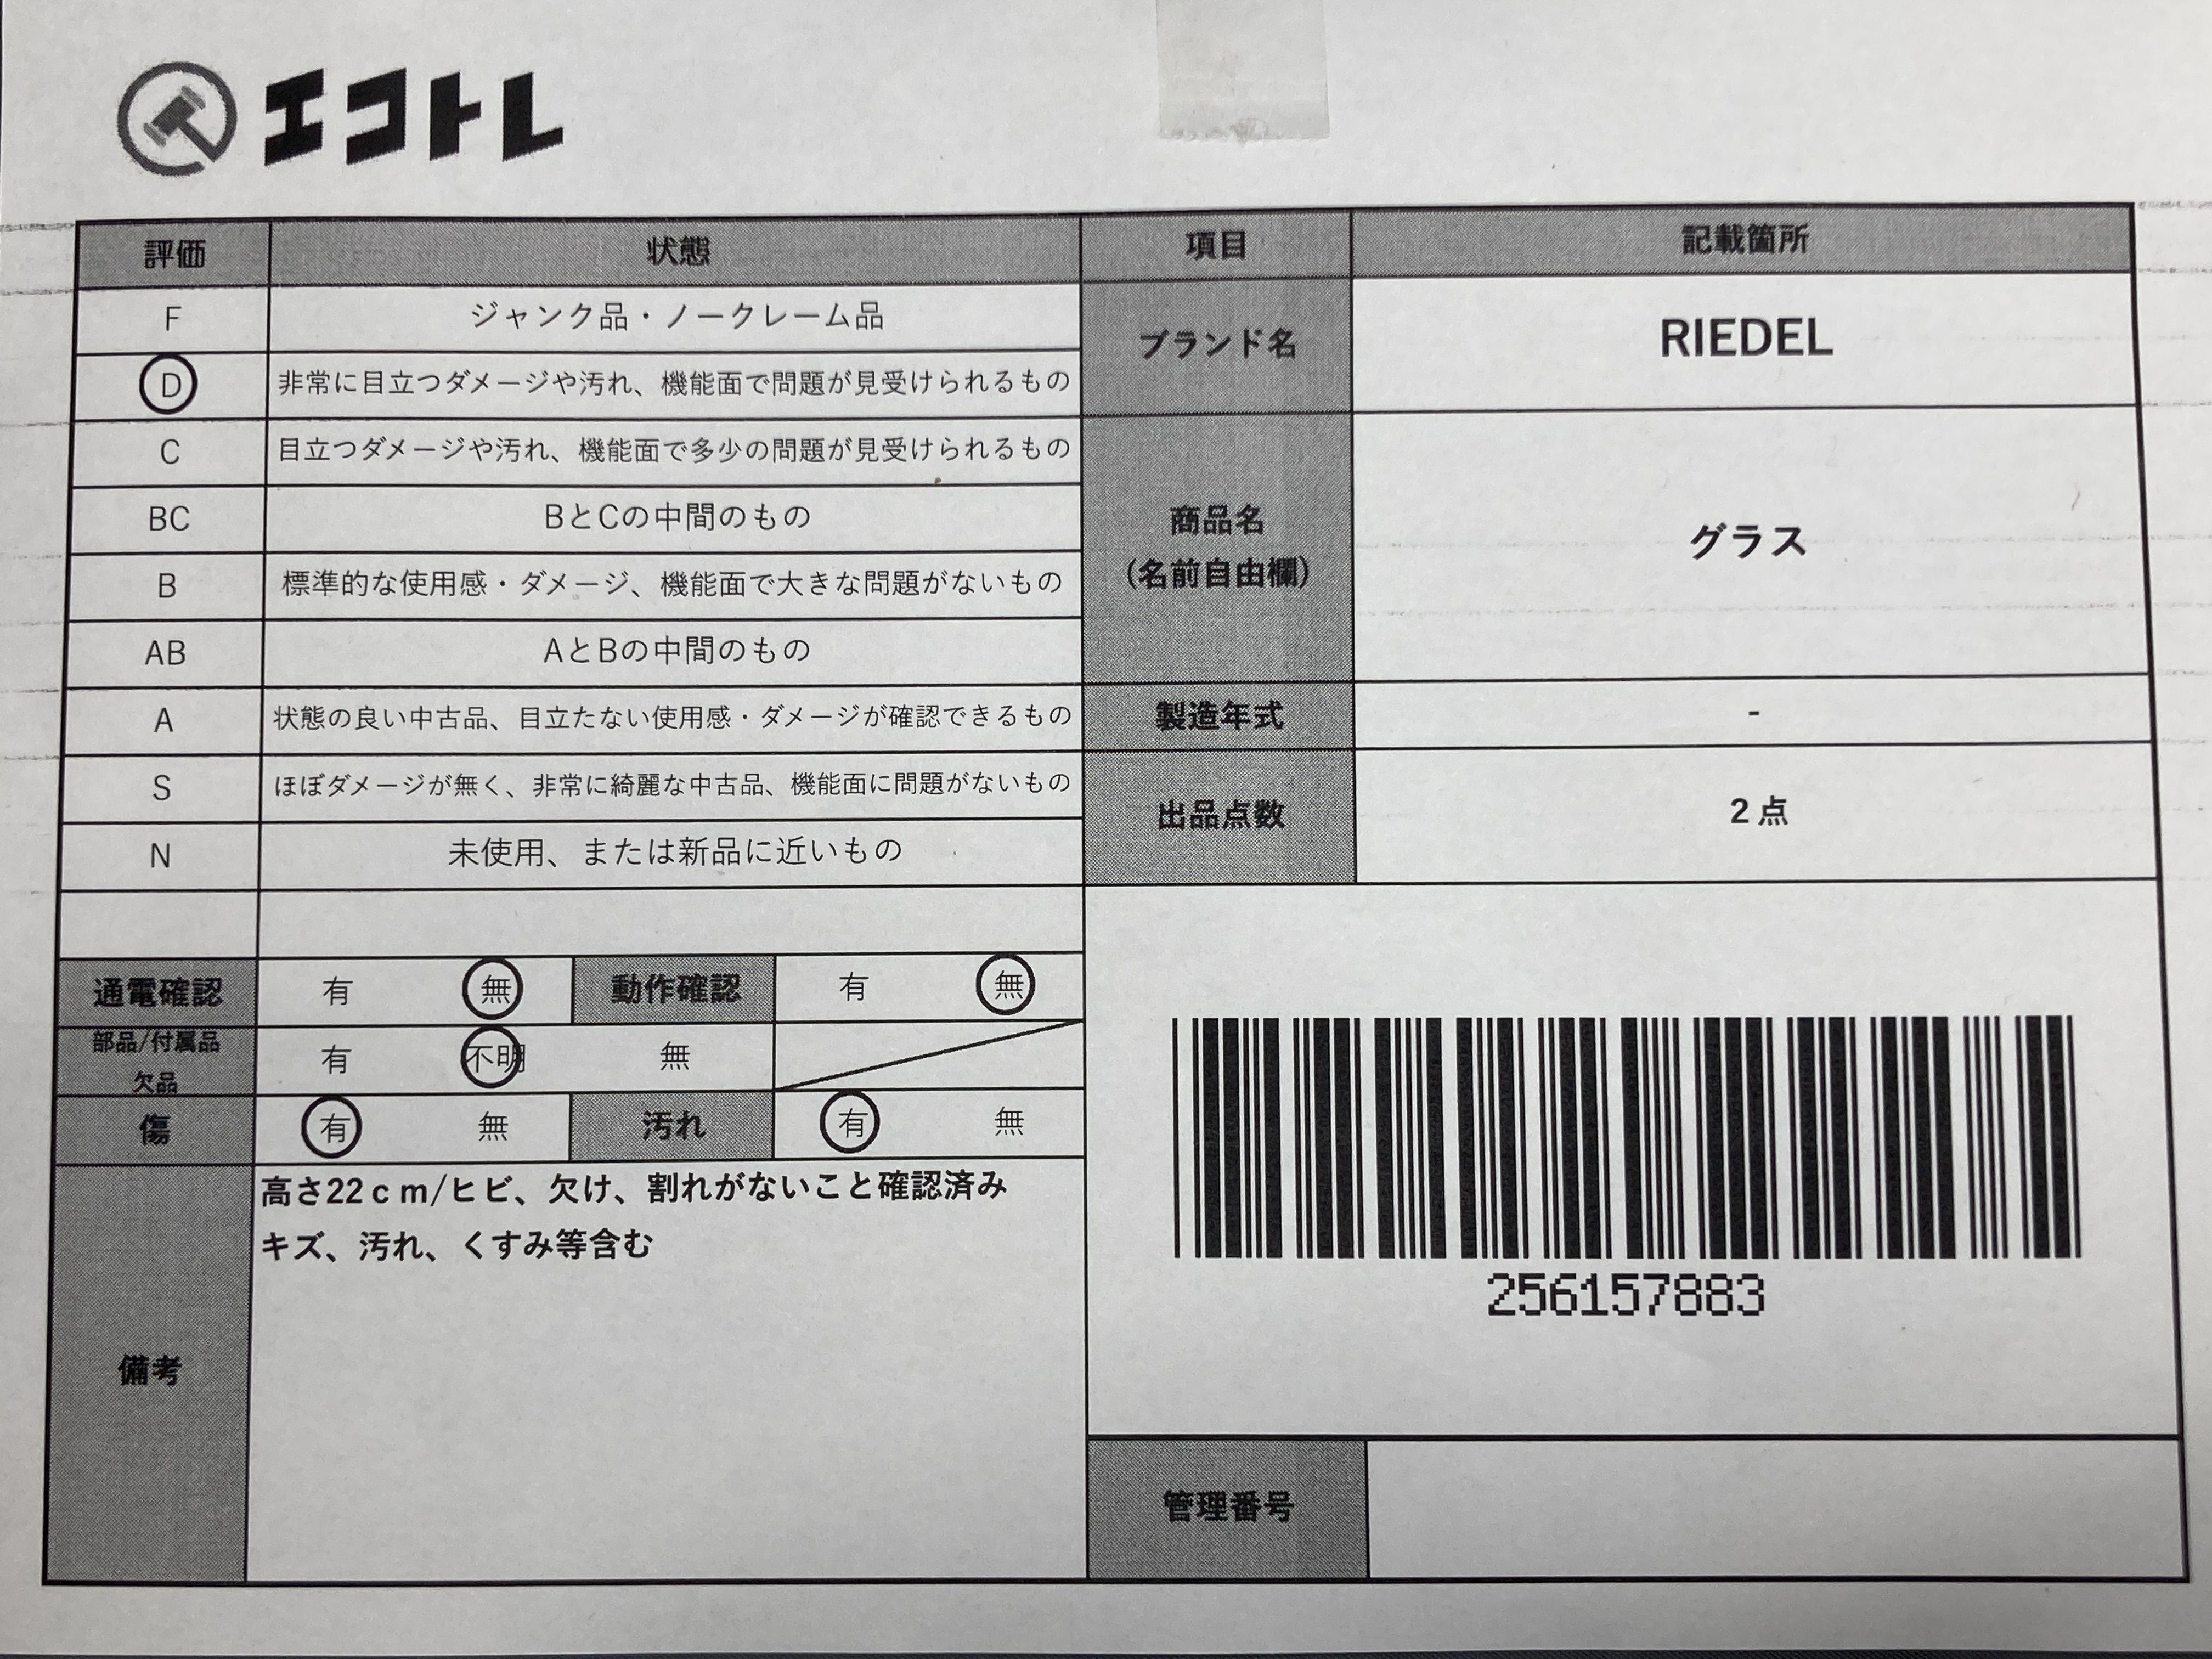 エコトレ
評価 状態 項目 記載箇所
F ジャンク品・ノークレーム品
D 非常に目立つダメージや汚れ、機能面で問題が見受けられるもの
C 目立つダメージや汚れ、機能面で多少の問題が見受けられるもの
BC BとCの中間のもの
B 標準的な使用感・ダメージ、機能面で大きな問題がないもの
AB AとBの中間のもの
A 状態の良い中古品、目立たない使用感・ダメージが確認できるもの
S ほぼダメージが無く、非常に綺麗な中古品、機能面に問題がないもの
N 未使用、または新品に近いもの
ブランド名 RIEDEL
商品名
(名前自由欄)
グラス
製造年式 -
出品点数 2点
通電確認 有 無 動作確認 有 無
部品/付属品
欠品
有 不明 無
傷 有 無 汚れ 有 無
備考
高さ22ｃｍ/ヒビ、欠け、割れがないこと確認済み
キズ、汚れ、くすみ等含む
256157883
管理番号